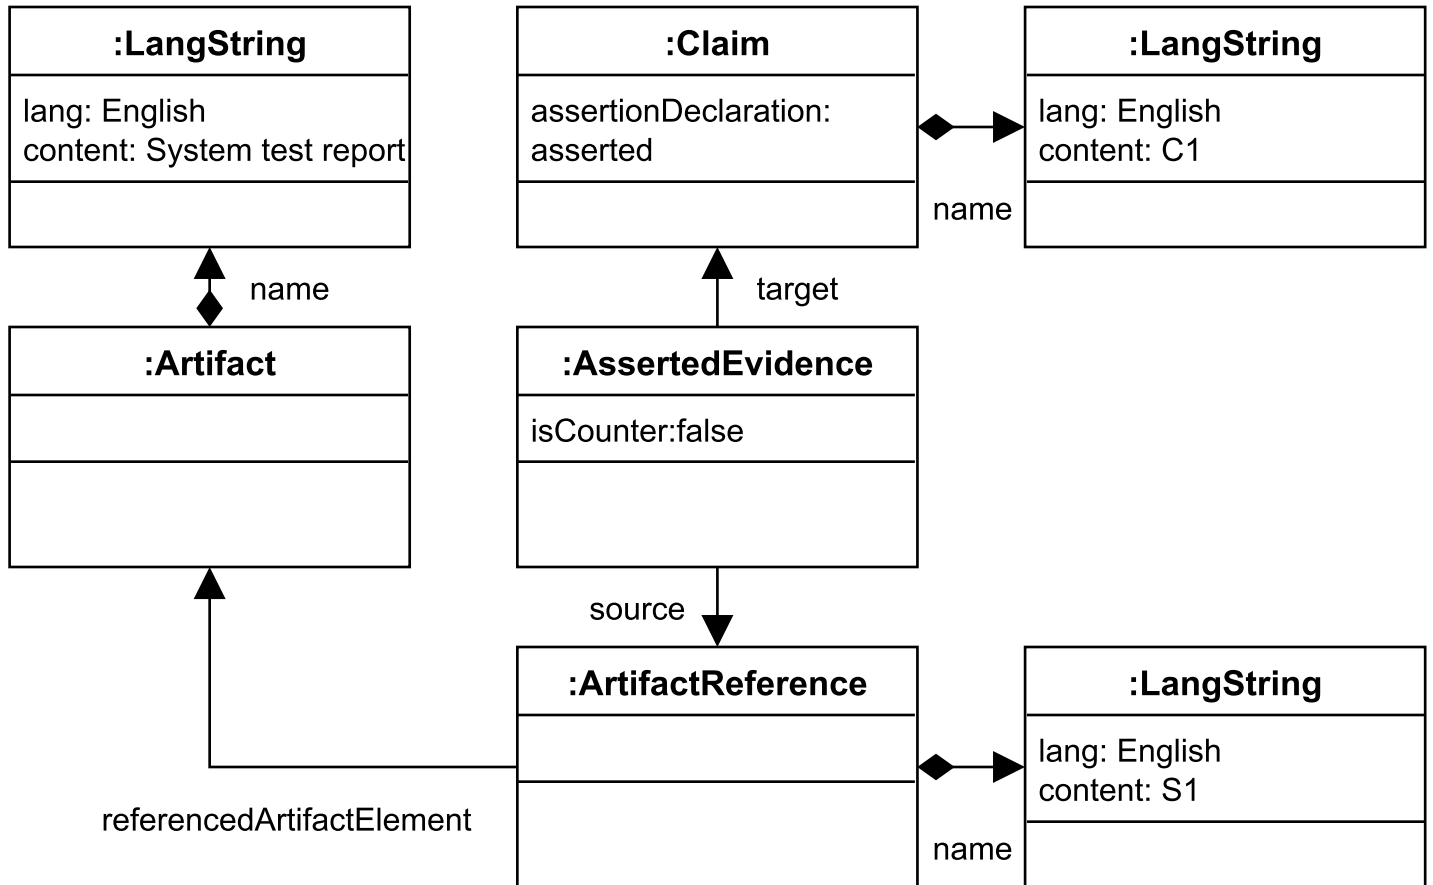 :LangString
lang: English
content: System test report
:Claim
assertionDeclaration:
asserted
:LangString
lang: English
content: C1
name
name
target
:Artifact
:AssertedEvidence
isCounter:false
source
:ArtifactReference
:LangString
lang: English
content: S1
referencedArtifactElement
name